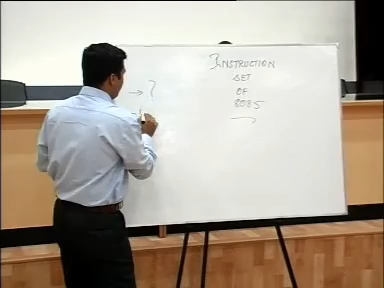 → ?
INSTRUCTION
SET
OF
8085